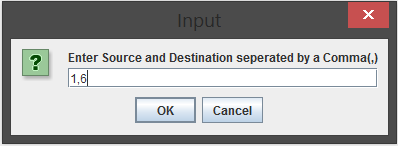 Input
Enter Source and Destination seperated by a Comma(,)
1,6
OK Cancel